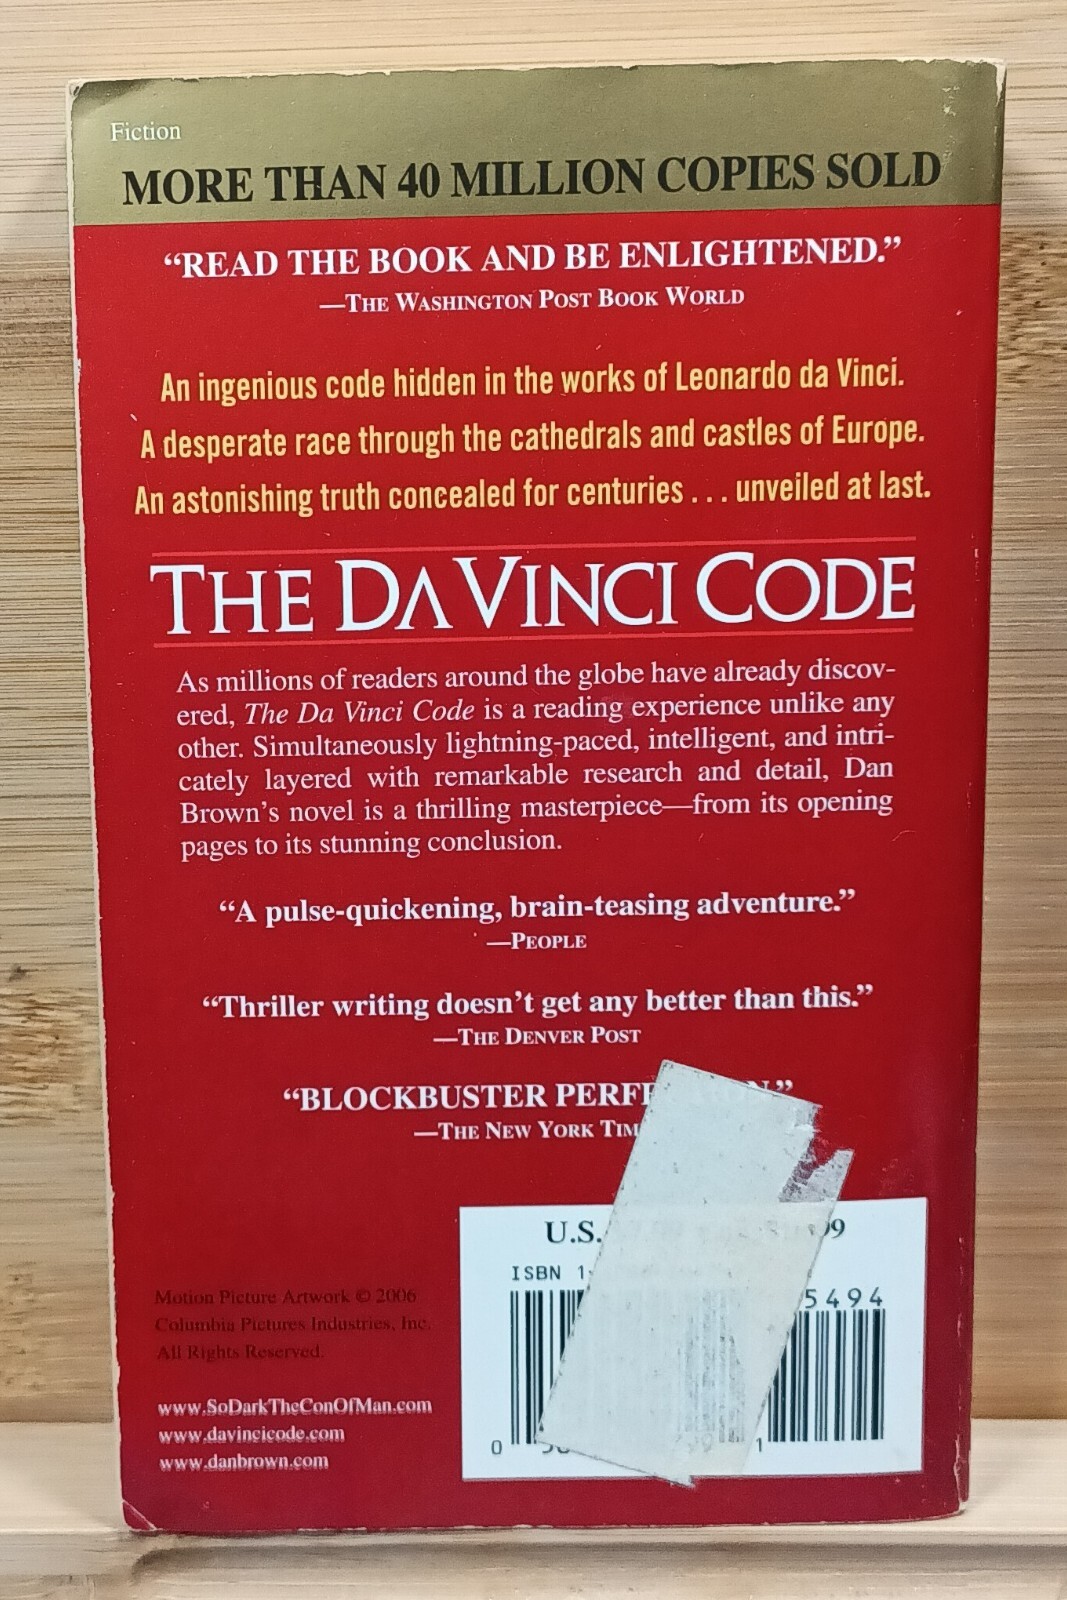 Fiction
MORE THAN 40 MILLION COPIES SOLD
“READ THE BOOK AND BE ENLIGHTENED.”
—THE WASHINGTON POST BOOK WORLD
An ingenious code hidden in the works of Leonardo da Vinci.
A desperate race through the cathedrals and castles of Europe.
An astonishing truth concealed for centuries . . . unveiled at last.
THE DA VINCI CODE
As millions of readers around the globe have already discov-
ered, The Da Vinci Code is a reading experience unlike any
other. Simultaneously lightning-paced, intelligent, and intri-
cately layered with remarkable research and detail, Dan
Brown’s novel is a thrilling masterpiece—from its opening
pages to its stunning conclusion.
“A pulse-quickening, brain-teasing adventure.”
—PEOPLE
“Thriller writing doesn’t get any better than this.”
—THE DENVER POST
“BLOCKBUSTER
—THE NEW YORK
U.S.
ISBN
5494
Motion Picture Artwork © 2006
Columbia Pictures Industries, Inc.
All Rights Reserved.
www.SoDarkTheConOfMan.com
www.davincicode.com
www.danbrown.com
0
1